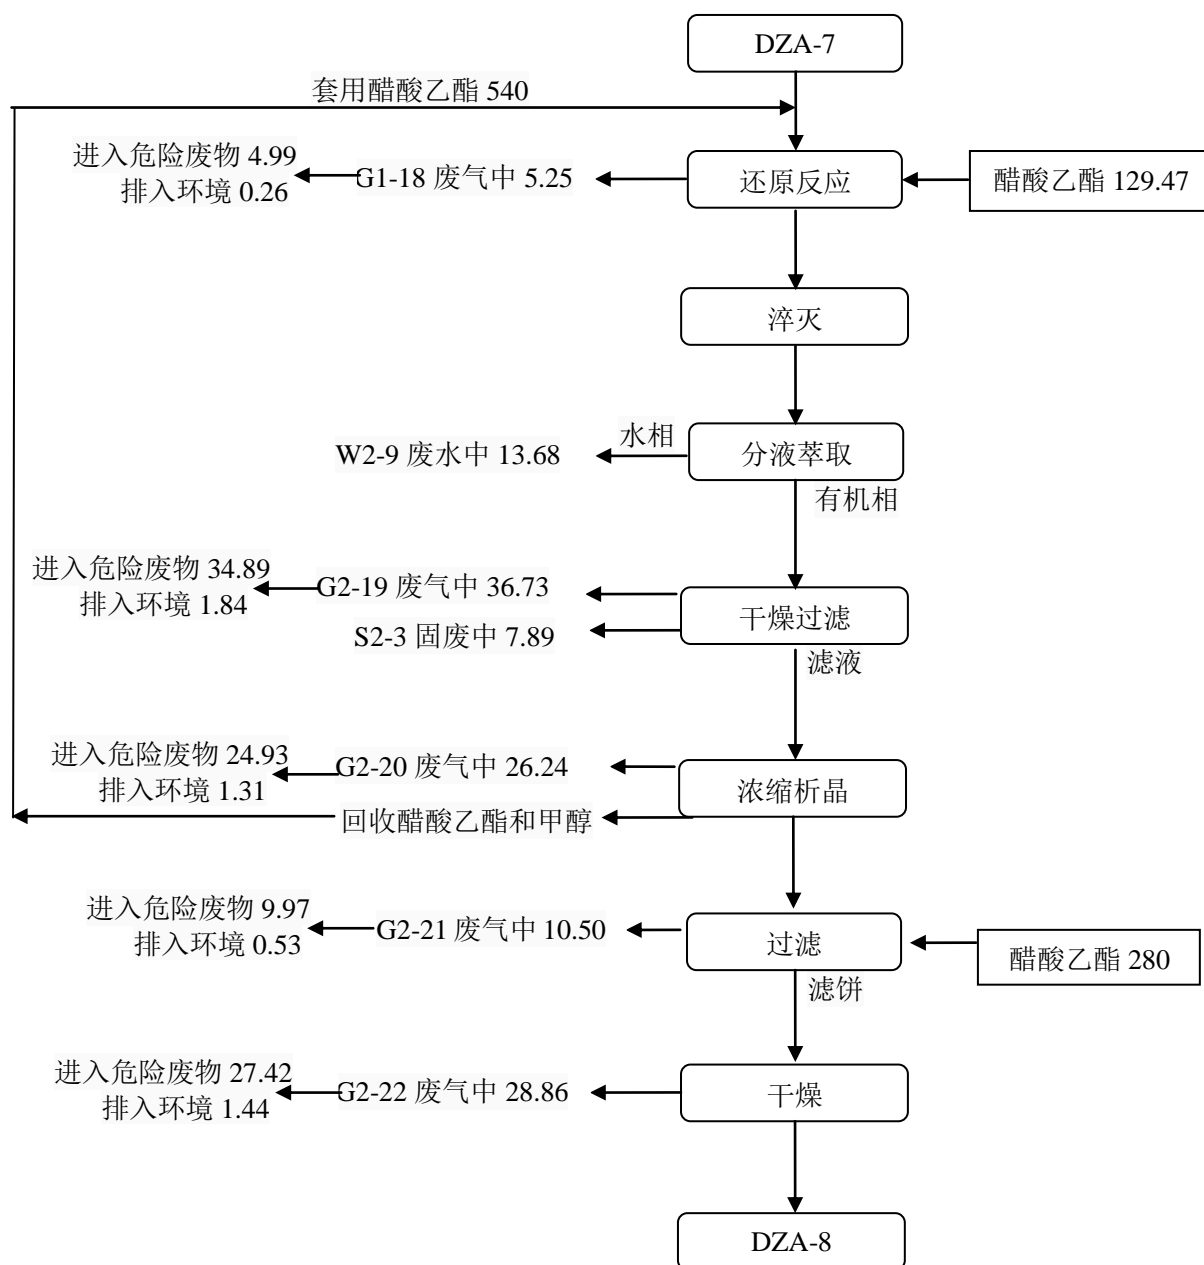 DZA-7
套用醋酸乙酯 540
进入危险废物 4.99
排入环境 0.26
G1-18 废气中 5.25
还原反应
醋酸乙酯 129.47
淬灭
水相
W2-9 废水中 13.68
分液萃取
有机相
进入危险废物 34.89
排入环境 1.84
G2-19 废气中 36.73
S2-3 固废中 7.89
干燥过滤
滤液
进入危险废物 24.93
排入环境 1.31
G2-20 废气中 26.24
浓缩析晶
回收醋酸乙酯和甲醇
进入危险废物 9.97
排入环境 0.53
G2-21 废气中 10.50
过滤
醋酸乙酯 280
滤饼
进入危险废物 27.42
排入环境 1.44
G2-22 废气中 28.86
干燥
DZA-8